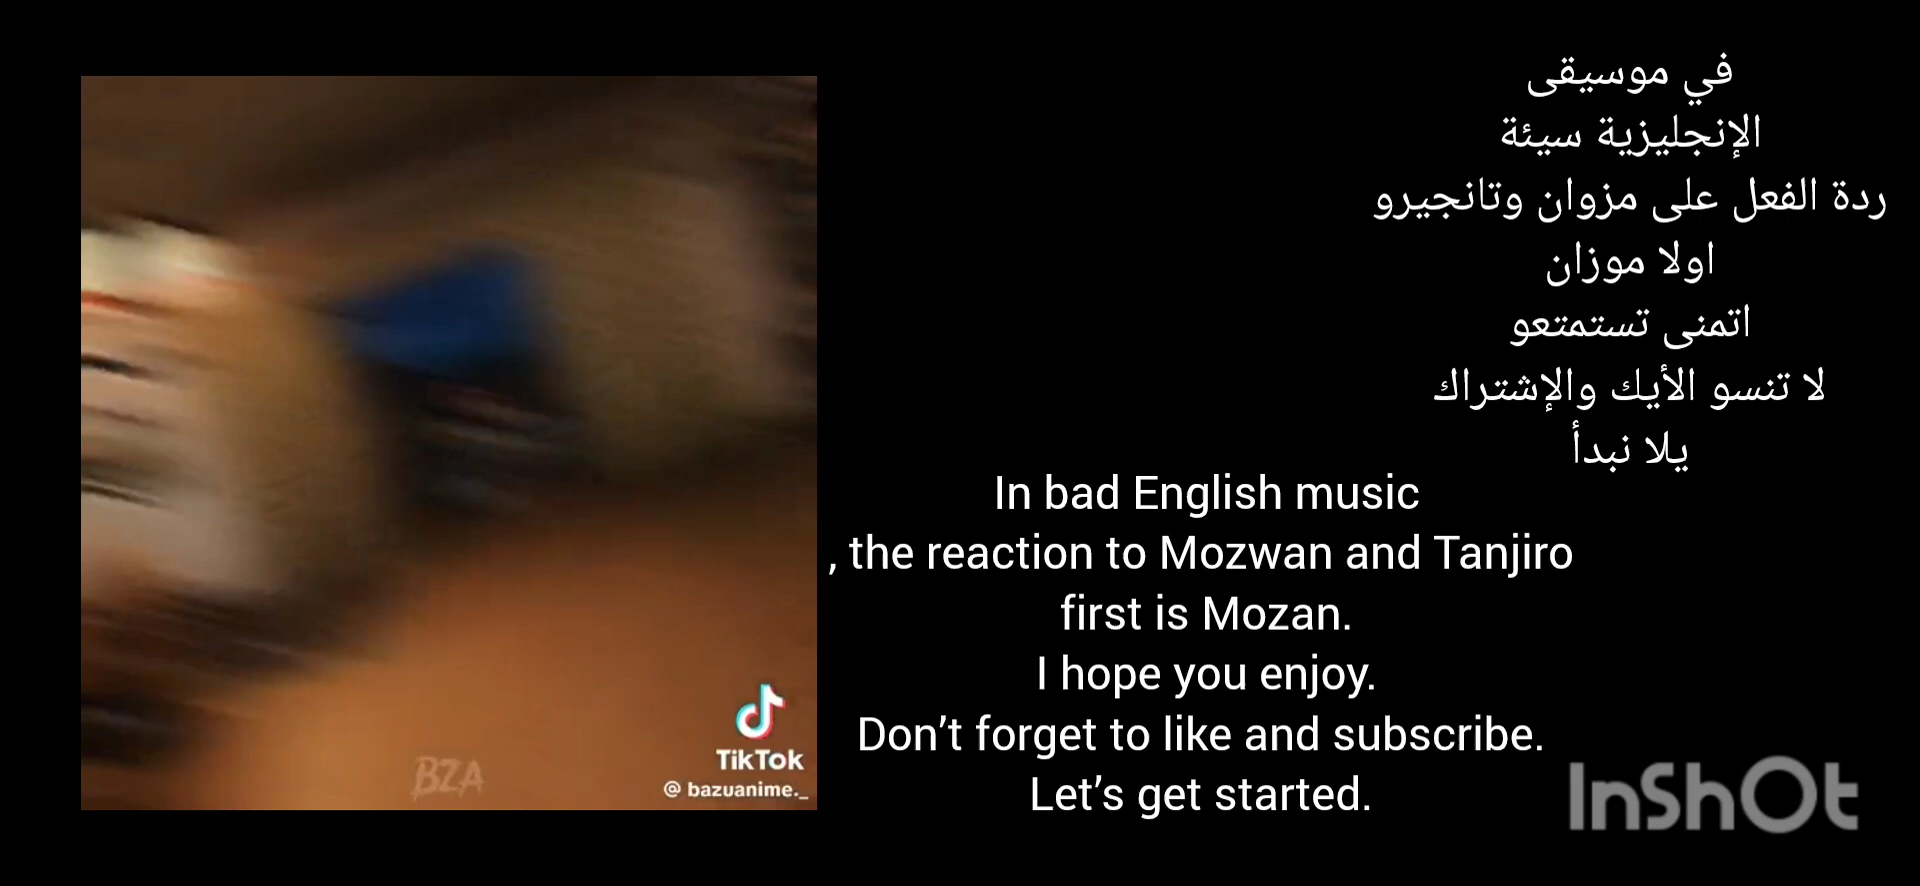 في موسيقى
الإنجليزية سيئة
ردة الفعل على مزوان وتانجيرو
اولا موزان
اتمنى تستمتعو
لا تنسو الأيك والإشتراك
يلا نبدأ
In bad English music
, the reaction to Mozwan and Tanjiro
first is Mozan.
I hope you enjoy.
Don’t forget to like and subscribe.
Let’s get started.
BZA
TikTok
@ bazuanime._
InShOt